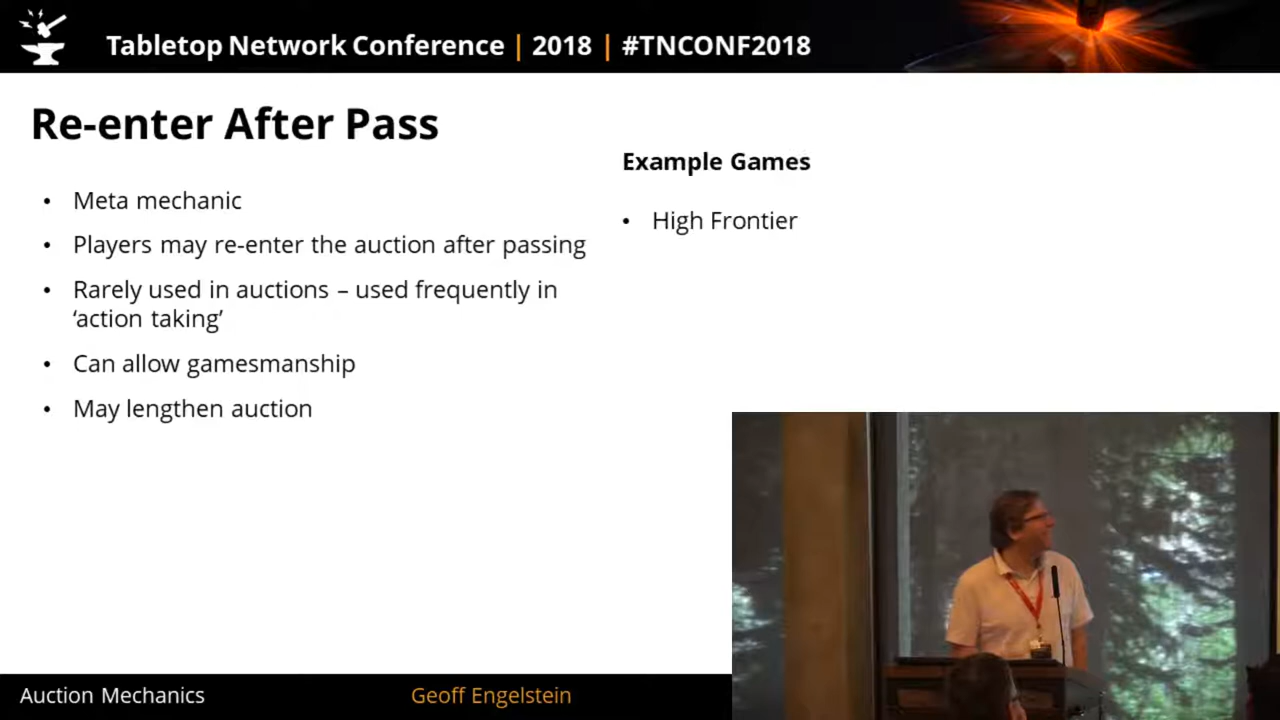 Tabletop Network Conference | 2018 | #TNCONF2018
Re-enter After Pass
• Meta mechanic
• Players may re-enter the auction after passing
• Rarely used in auctions – used frequently in
‘action taking’
• Can allow gamesmanship
• May lengthen auction
Example Games
• High Frontier
Auction Mechanics
Geoff Engelstein